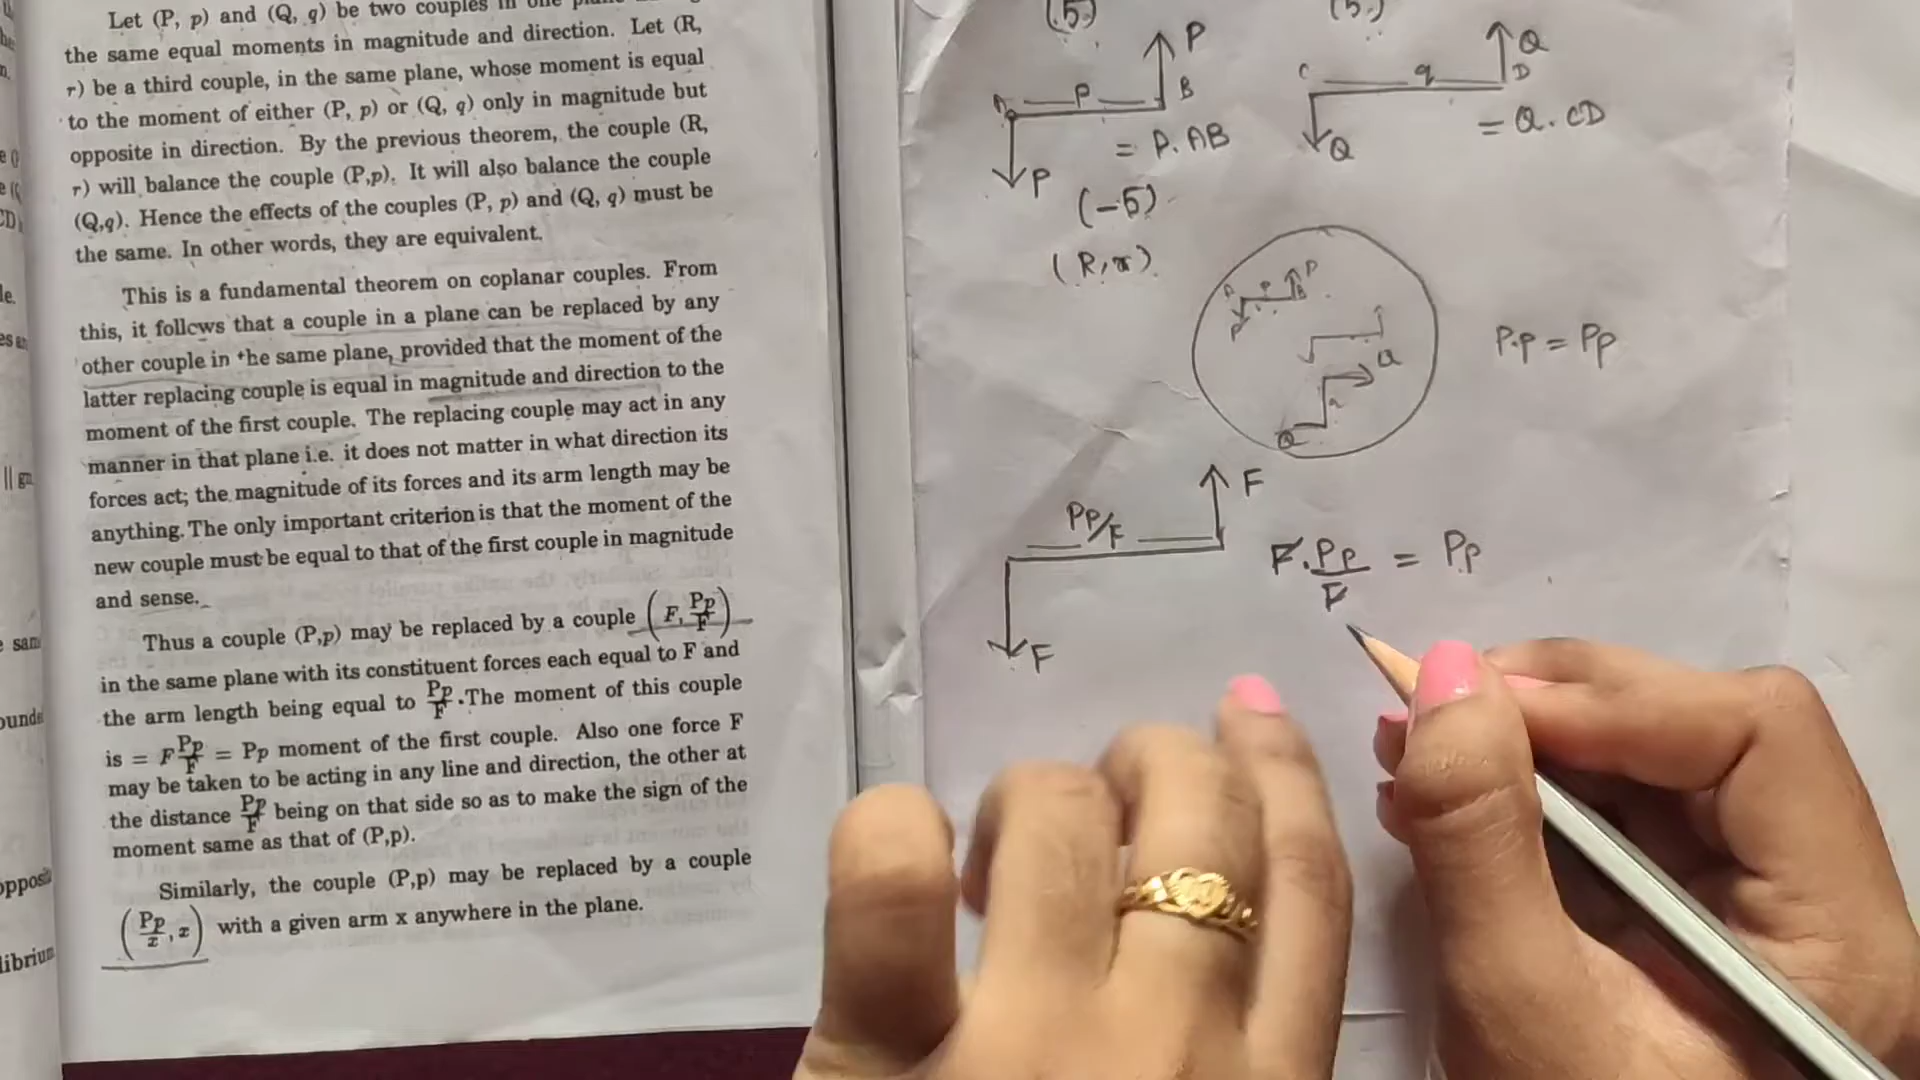 Let (P, p) and (Q, q) be two couples in one
the same equal moments in magnitude and direction. Let (R,
r) be a third couple, in the same plane, whose moment is equal
to the moment of either (P, p) or (Q, q) only in magnitude but
opposite in direction. By the previous theorem, the couple (R,
r) will balance the couple (P,p). It will also balance the couple
(Q,q). Hence the effects of the couples (P, p) and (Q, q) must be
the same. In other words, they are equivalent.
This is a fundamental theorem on coplanar couples. From
this, it follcws that a couple in a plane can be replaced by any
other couple in the same plane, provided that the moment of the
latter replacing couple is equal in magnitude and direction to the
moment of the first couple. The replacing couple may act in any
manner in that plane i.e. it does not matter in what direction its
forces act; the magnitude of its forces and its arm length may be
anything. The only important criterion is that the moment of the
new couple must be equal to that of the first couple in magnitude
and sense.
Thus a couple (P,p) may be replaced by a couple (F, Pp/F)
in the same plane with its constituent forces each equal to F and
the arm length being equal to Pp/F. The moment of this couple
is = F Pp/F = Pp moment of the first couple. Also one force F
may be taken to be acting in any line and direction, the other at
the distance Pp/F being on that side so as to make the sign of the
moment same as that of (P,p).
Similarly, the couple (P,p) may be replaced by a couple
(Pp/x, x) with a given arm x anywhere in the plane.
(5)
(5)
P
A p B
= P. AB
P
(-5)
(R, r)
Q
C q D
= Q. CD
Q
A P B P
P
Q
Q
P.p = Pp
F
Pp/F
F
F. Pp/F = Pp
CD
|| gm
sam
ounds
opposi
librium